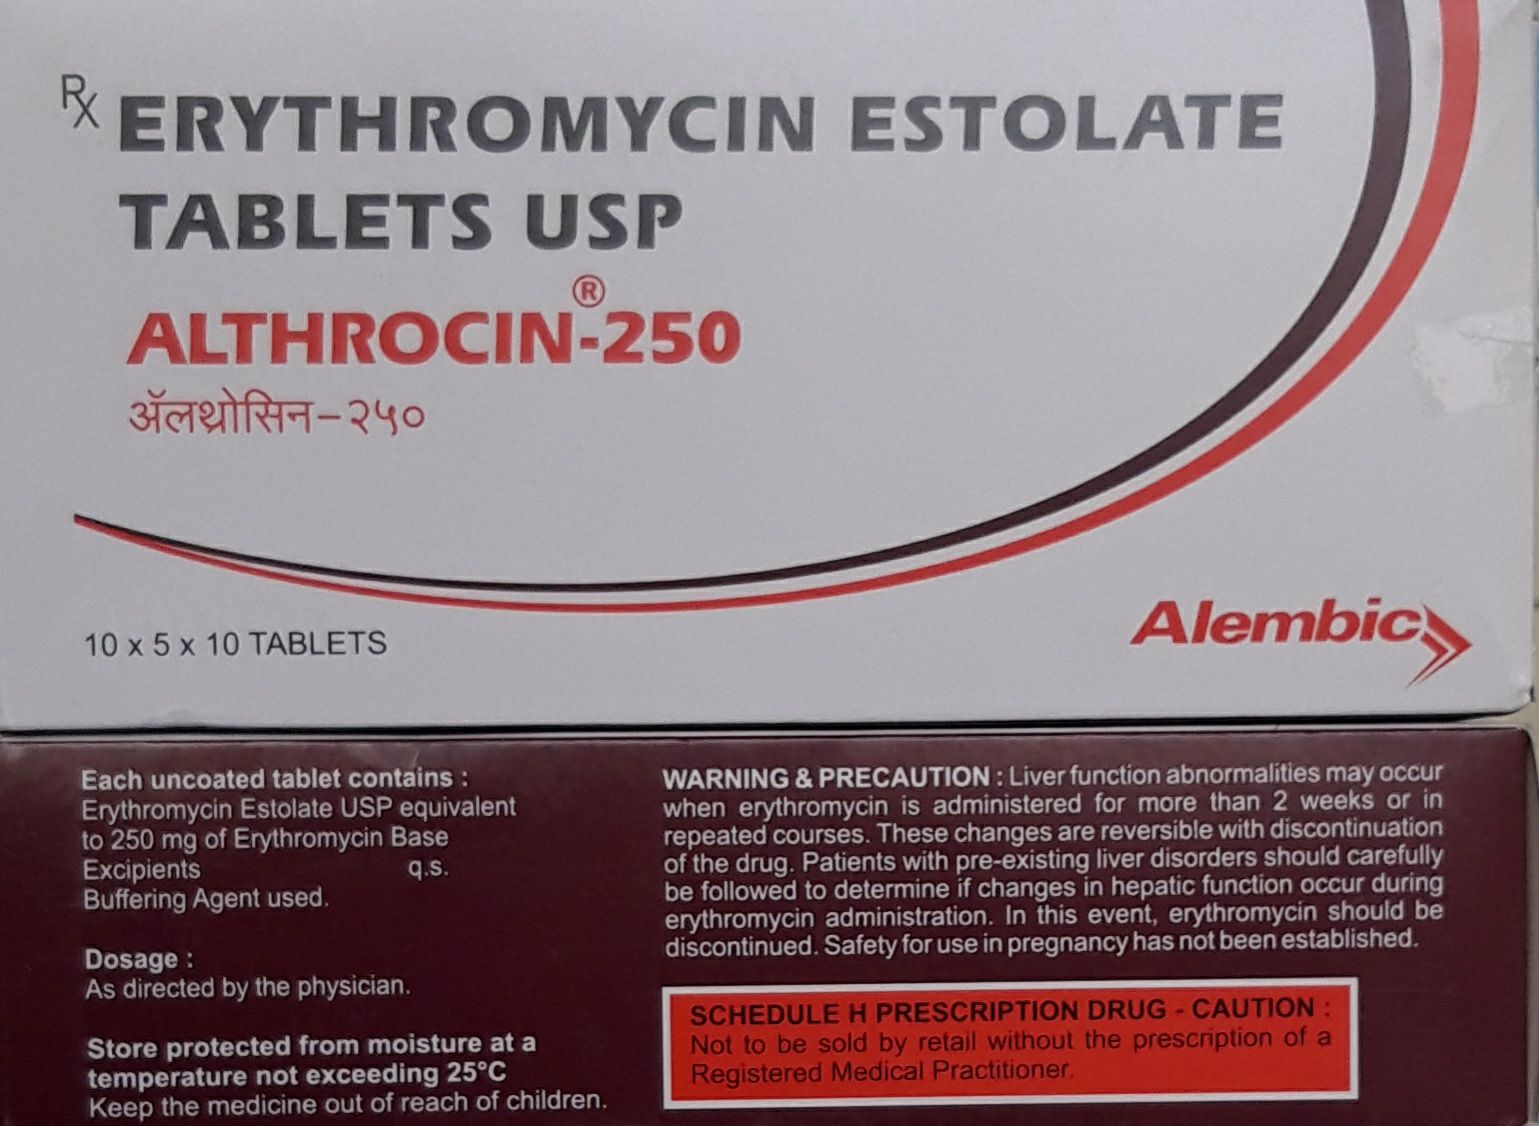 Rx ERYTHROMYCIN ESTOLATE
TABLETS USP
ALTHROCIN®-250
ॲलथ्रोसिन-२५०
10 x 5 x 10 TABLETS
Alembic
Each uncoated tablet contains :
Erythromycin Estolate USP equivalent
to 250 mg of Erythromycin Base
Excipients q.s.
Buffering Agent used.
Dosage :
As directed by the physician.
Store protected from moisture at a
temperature not exceeding 25°C
Keep the medicine out of reach of children.
WARNING & PRECAUTION : Liver function abnormalities may occur
when erythromycin is administered for more than 2 weeks or in
repeated courses. These changes are reversible with discontinuation
of the drug. Patients with pre-existing liver disorders should carefully
be followed to determine if changes in hepatic function occur during
erythromycin administration. In this event, erythromycin should be
discontinued. Safety for use in pregnancy has not been established.
SCHEDULE H PRESCRIPTION DRUG - CAUTION :
Not to be sold by retail without the prescription of a
Registered Medical Practitioner.